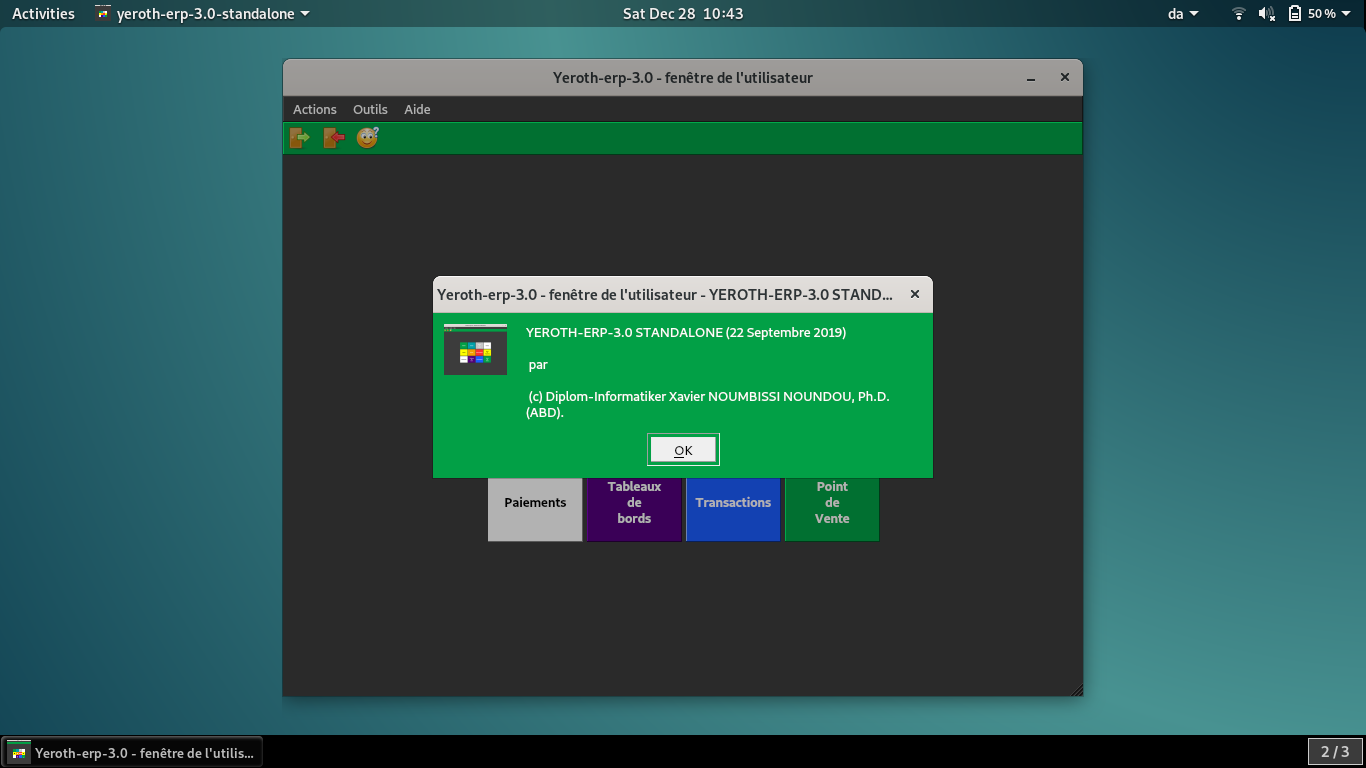 Activities yeroth-erp-3.0-standalone Sat Dec 28 10:43 da 50 %
Yeroth-erp-3.0 - fenêtre de l'utilisateur
Actions Outils Aide
Yeroth-erp-3.0 - fenêtre de l'utilisateur - YEROTH-ERP-3.0 STAND...
YEROTH-ERP-3.0 STANDALONE (22 Septembre 2019)
par
(c) Diplom-Informatiker Xavier NOUMBISSI NOUNDOU, Ph.D.
(ABD).
OK
Paiements
Tableaux
de
bords
Transactions
Point
de
Vente
Yeroth-erp-3.0 - fenêtre de l'utilis...
2 / 3